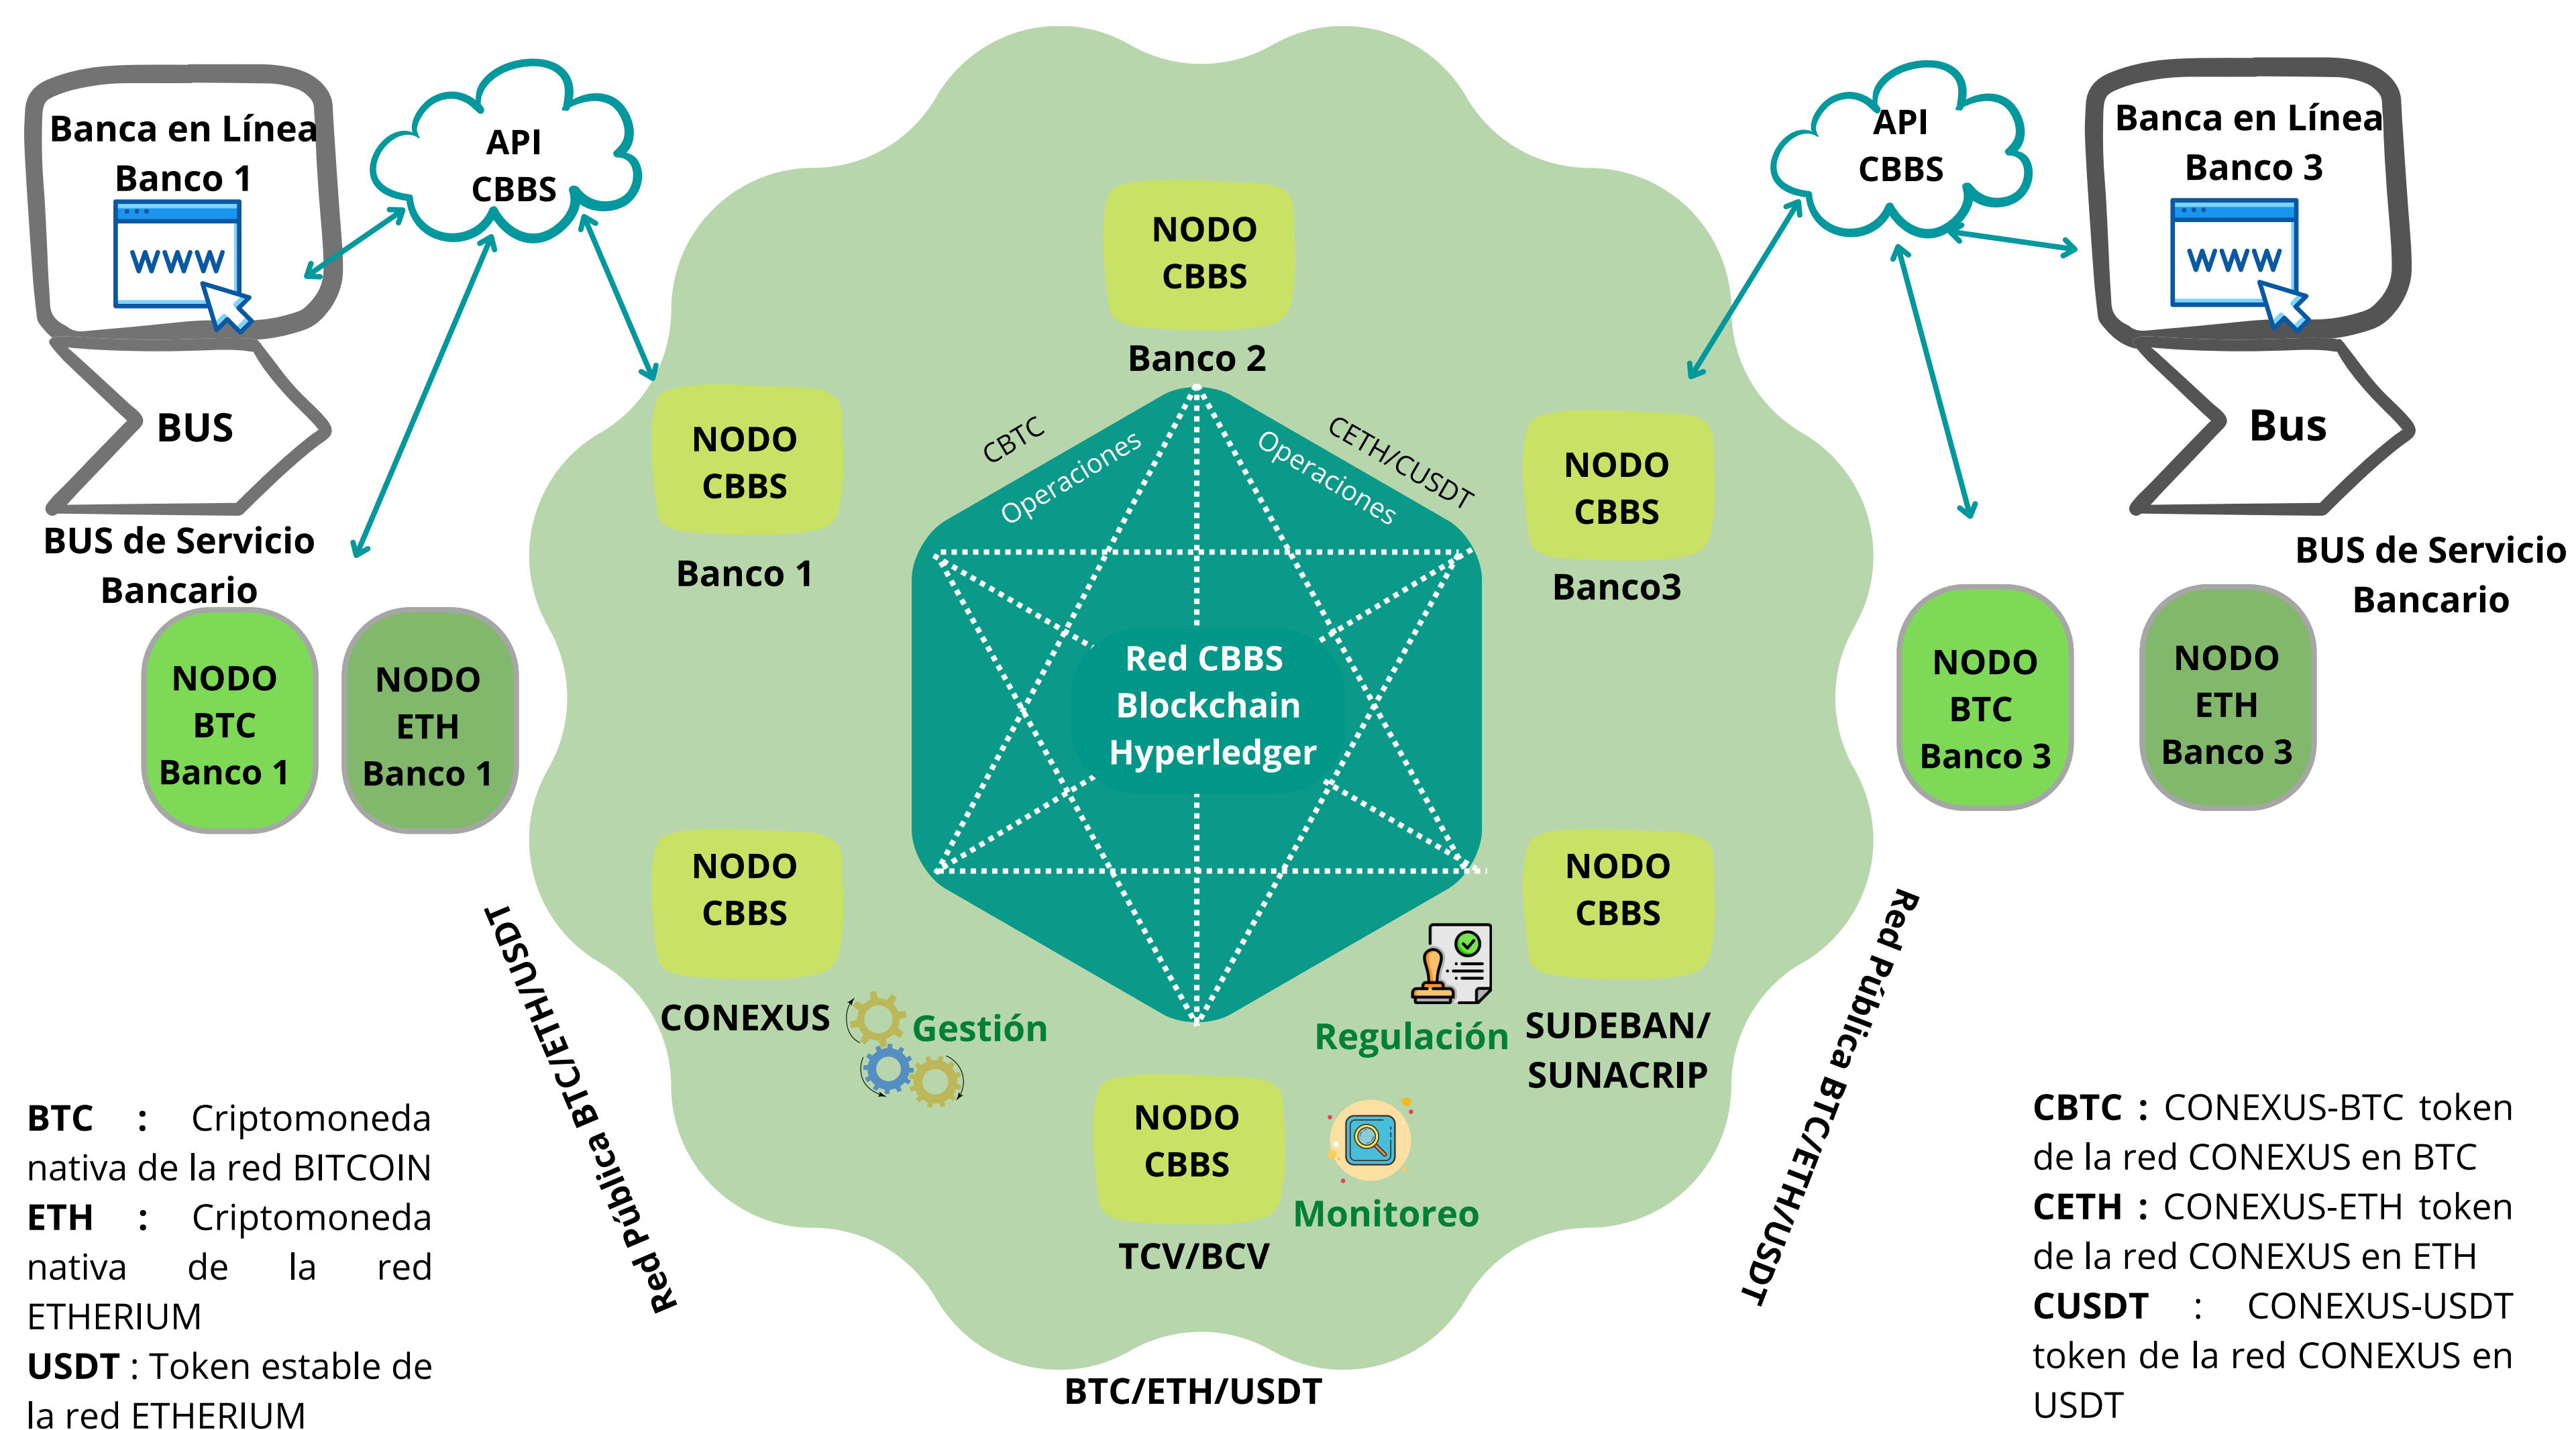 Banca en Línea
Banco 1
WWW
BUS
BUS de Servicio
Bancario
API
CBBS
NODO
BTC
Banco 1
NODO
ETH
Banco 1
NODO
CBBS
Banco 2
NODO
CBBS
Banco 1
CBTC
Operaciones
CETH/CUSDT
Operaciones
NODO
CBBS
Banco3
Red CBBS
Blockchain
Hyperledger
NODO
CBBS
CONEXUS
Gestión
NODO
CBBS
SUDEBAN/
SUNACRIP
Regulación
NODO
CBBS
TCV/BCV
Monitoreo
API
CBBS
Banca en Línea
Banco 3
WWW
Bus
BUS de Servicio
Bancario
NODO
BTC
Banco 3
NODO
ETH
Banco 3
Red Pública BTC/ETH/USDT
Red Pública BTC/ETH/USDT
BTC/ETH/USDT
BTC : Criptomoneda
nativa de la red BITCOIN
ETH : Criptomoneda
nativa de la red
ETHERIUM
USDT : Token estable de
la red ETHERIUM
CBTC : CONEXUS-BTC token
de la red CONEXUS en BTC
CETH : CONEXUS-ETH token
de la red CONEXUS en ETH
CUSDT : CONEXUS-USDT
token de la red CONEXUS en
USDT